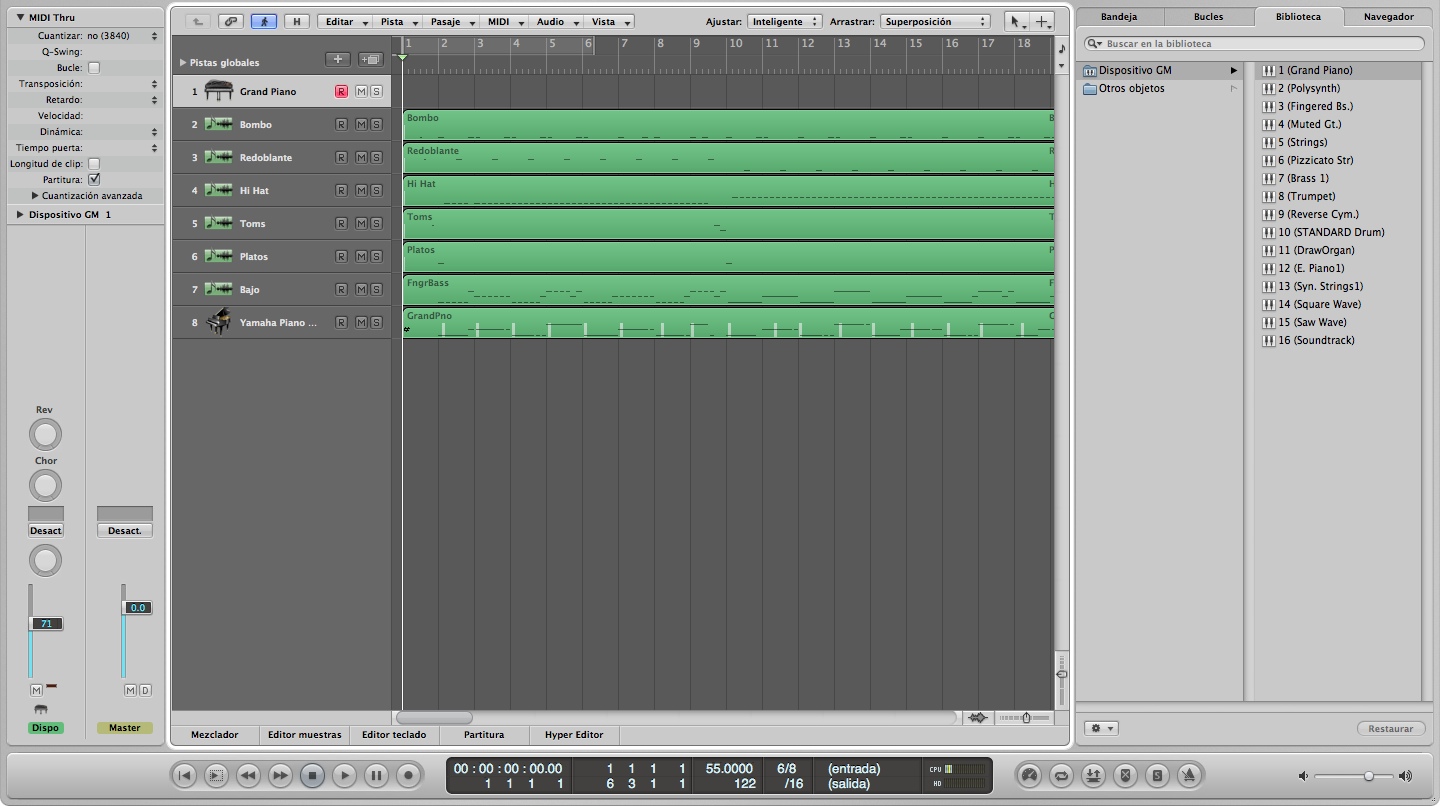 MIDI Thru
Cuantizar: no (3840)
Q-Swing:
Bucle:
Transposición:
Retardo:
Velocidad:
Dinámica:
Tiempo puerta:
Longitud de clip:
Partitura:
Cuantización avanzada
Dispositivo GM 1
Rev
Chor
Desact
Desact.
71
0.0
M
M D
Dispo
Master
H
Editar
Pista
Pasaje
MIDI
Audio
Vista
Ajustar: Inteligente
Arrastrar: Superposición
Pistas globales
1 2 3 4 5 6 7 8 9 10 11 12 13 14 15 16 17 18
1 Grand Piano R M S
2 Bombo R M S
3 Redoblante R M S
4 Hi Hat R M S
5 Toms R M S
6 Platos R M S
7 Bajo R M S
8 Yamaha Piano ... R M S
Bombo B
Redoblante R
Hi Hat H
Toms T
Platos P
FngrBass F
GrandPno
Mezclador
Editor muestras
Editor teclado
Partitura
Hyper Editor
Bandeja
Bucles
Biblioteca
Navegador
Buscar en la biblioteca
Dispositivo GM
Otros objetos
1 (Grand Piano)
2 (Polysynth)
3 (Fingered Bs.)
4 (Muted Gt.)
5 (Strings)
6 (Pizzicato Str)
7 (Brass 1)
8 (Trumpet)
9 (Reverse Cym.)
10 (STANDARD Drum)
11 (DrawOrgan)
12 (E. Piano1)
13 (Syn. Strings1)
14 (Square Wave)
15 (Saw Wave)
16 (Soundtrack)
Restaurar
00 : 00 : 00 : 00.00 1 1 1 1 55.0000 6/8 (entrada) CPU
1 1 1 1 6 3 1 1 122 /16 (salida) HD
S